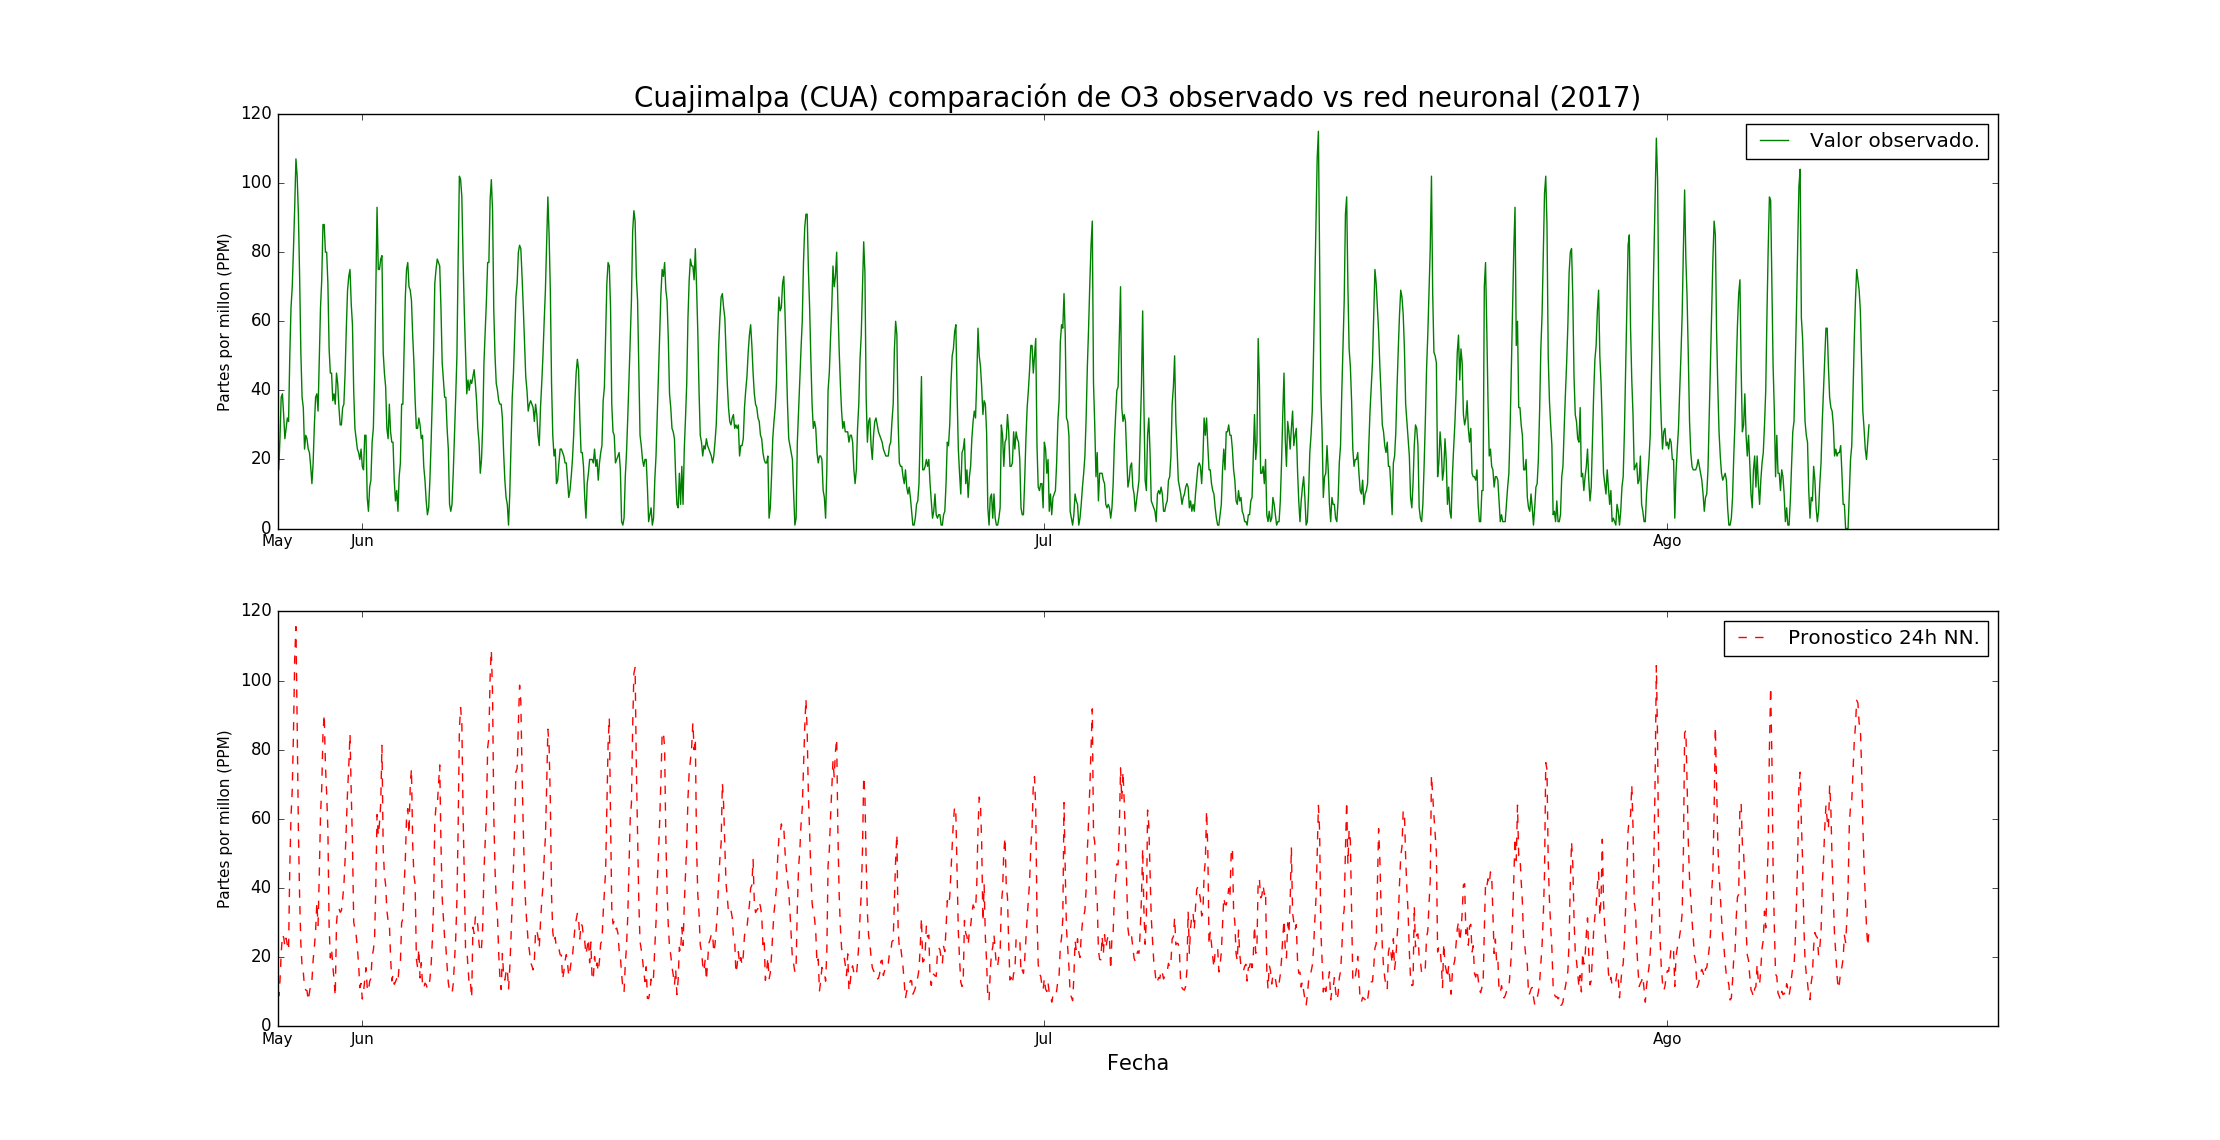 Cuajimalpa (CUA) comparación de O3 observado vs red neuronal (2017)
120
100
80
60
40
20
0
Partes por millon (PPM)
Valor observado.
May Jun Jul Ago
120
100
80
60
40
20
0
Partes por millon (PPM)
Pronostico 24h NN.
May Jun Jul Ago
Fecha